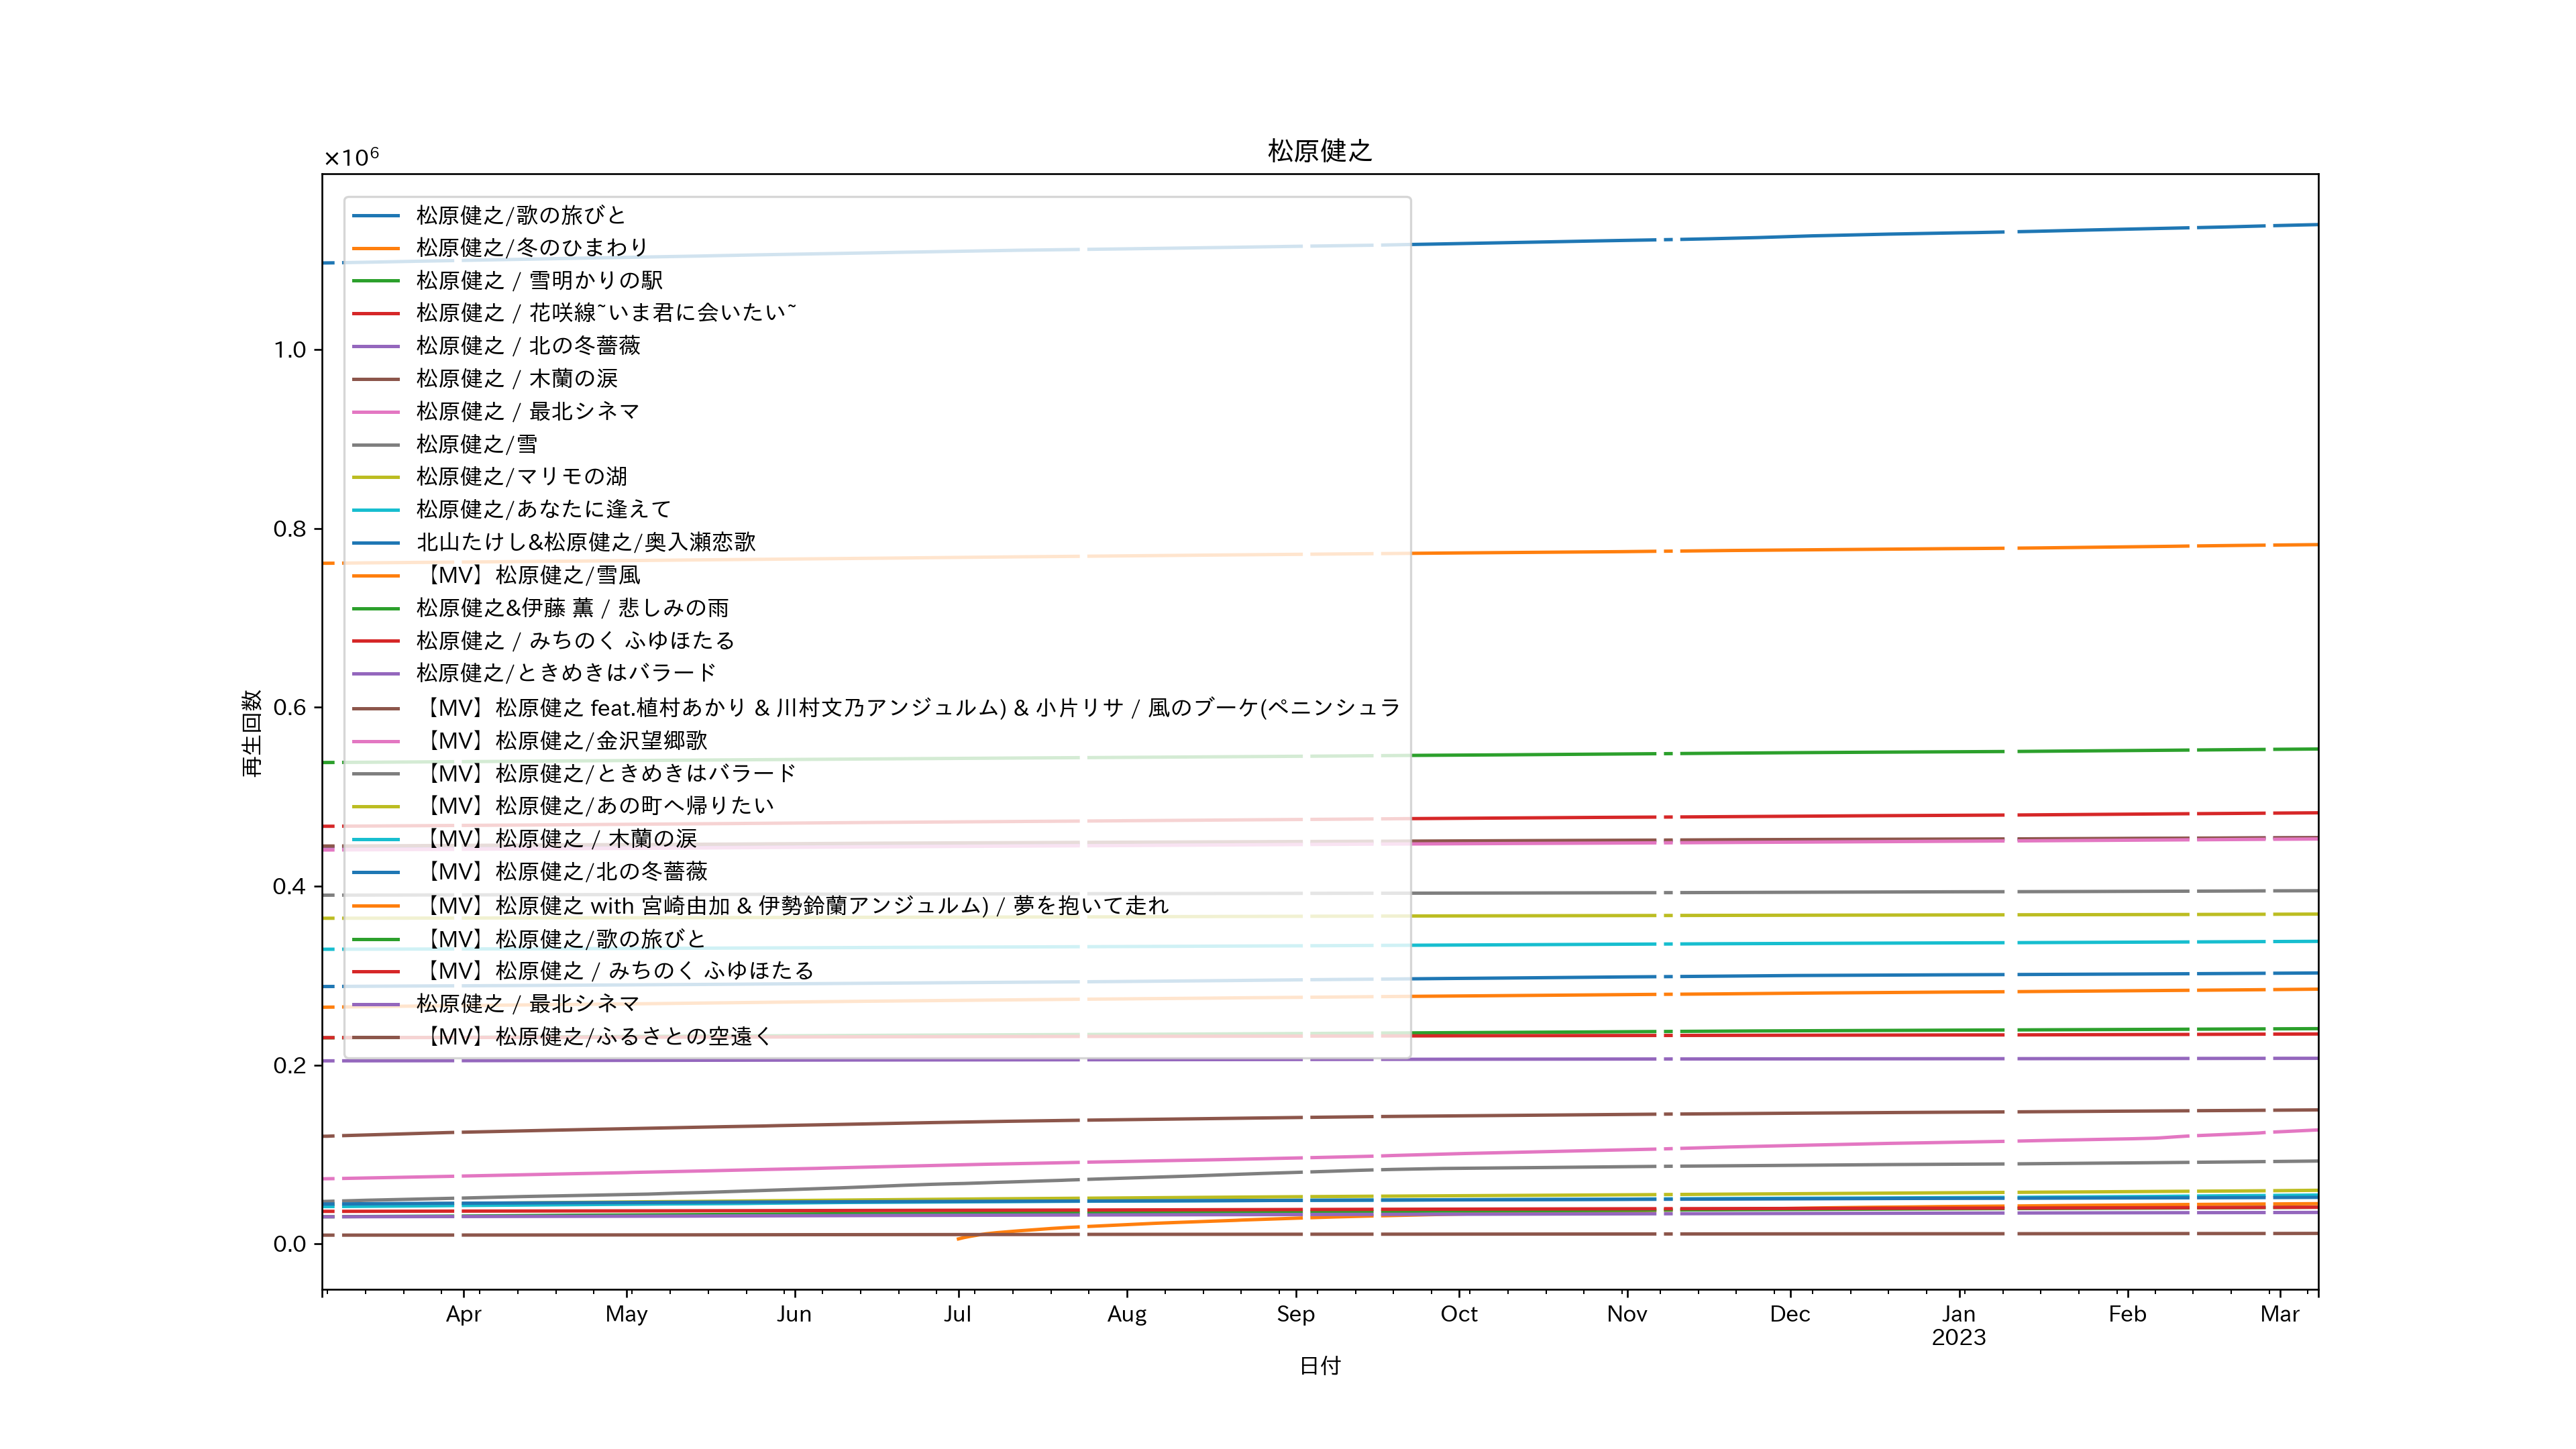 松原健之
×10⁶
1.0
0.8
0.6
0.4
0.2
0.0
再生回数
松原健之/歌の旅びと
松原健之/冬のひまわり
松原健之 / 雪明かりの駅
松原健之 / 花咲線~いま君に会いたい~
松原健之 / 北の冬薔薇
松原健之 / 木蘭の涙
松原健之 / 最北シネマ
松原健之/雪
松原健之/マリモの湖
松原健之/あなたに逢えて
北山たけし&松原健之/奥入瀬恋歌
【MV】松原健之/雪風
松原健之&伊藤 薫 / 悲しみの雨
松原健之 / みちのく ふゆほたる
松原健之/ときめきはバラード
【MV】松原健之 feat.植村あかり & 川村文乃アンジュルム) & 小片リサ / 風のブーケ(ペニンシュラ
【MV】松原健之/金沢望郷歌
【MV】松原健之/ときめきはバラード
【MV】松原健之/あの町へ帰りたい
【MV】松原健之 / 木蘭の涙
【MV】松原健之/北の冬薔薇
【MV】松原健之 with 宮崎由加 & 伊勢鈴蘭アンジュルム) / 夢を抱いて走れ
【MV】松原健之/歌の旅びと
【MV】松原健之 / みちのく ふゆほたる
松原健之 / 最北シネマ
【MV】松原健之/ふるさとの空遠く
Apr May Jun Jul Aug Sep Oct Nov Dec Jan Feb Mar
2023
日付